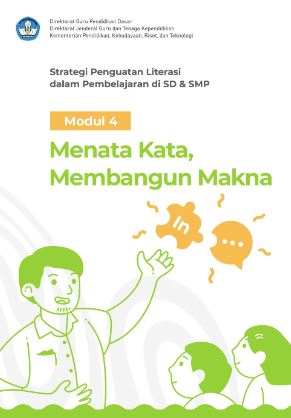 Direktorat Guru Pendidikan Dasar
Direktorat Jenderal Guru dan Tenaga Kependidikan
Kementerian Pendidikan, Kebudayaan, Riset, dan Teknologi
Strategi Penguatan Literasi
dalam Pembelajaran di SD & SMP
Modul 4
Menata Kata,
Membangun Makna
In
...